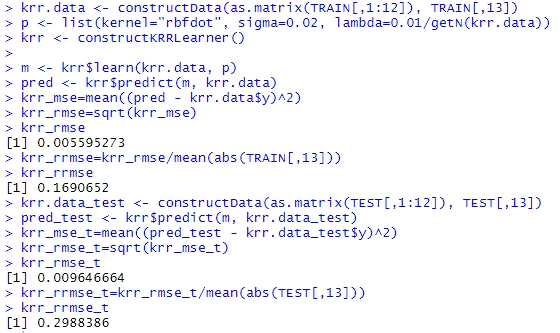 > krr.data <- constructData(as.matrix(TRAIN[,1:12]), TRAIN[,13])
> p <- list(kernel="rbfdot", sigma=0.02, lambda=0.01/getN(krr.data))
> krr <- constructKRRLearner()
>
> m <- krr$learn(krr.data, p)
> pred <- krr$predict(m, krr.data)
> krr_mse=mean((pred - krr.data$y)^2)
> krr_rmse=sqrt(krr_mse)
> krr_rmse
[1] 0.005595273
> krr_rrmse=krr_rmse/mean(abs(TRAIN[,13]))
> krr_rrmse
[1] 0.1690652
> krr.data_test <- constructData(as.matrix(TEST[,1:12]), TEST[,13])
> pred_test <- krr$predict(m, krr.data_test)
> krr_mse_t=mean((pred_test - krr.data_test$y)^2)
> krr_rmse_t=sqrt(krr_mse_t)
> krr_rmse_t
[1] 0.009646664
> krr_rrmse_t=krr_rmse_t/mean(abs(TEST[,13]))
> krr_rrmse_t
[1] 0.2988386